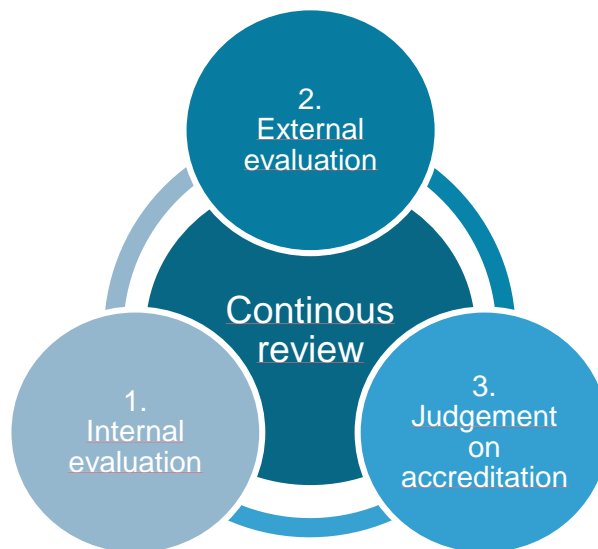 2.
External
evaluation
Continous
review
1.
Internal
evaluation
3.
Judgement
on
accreditation